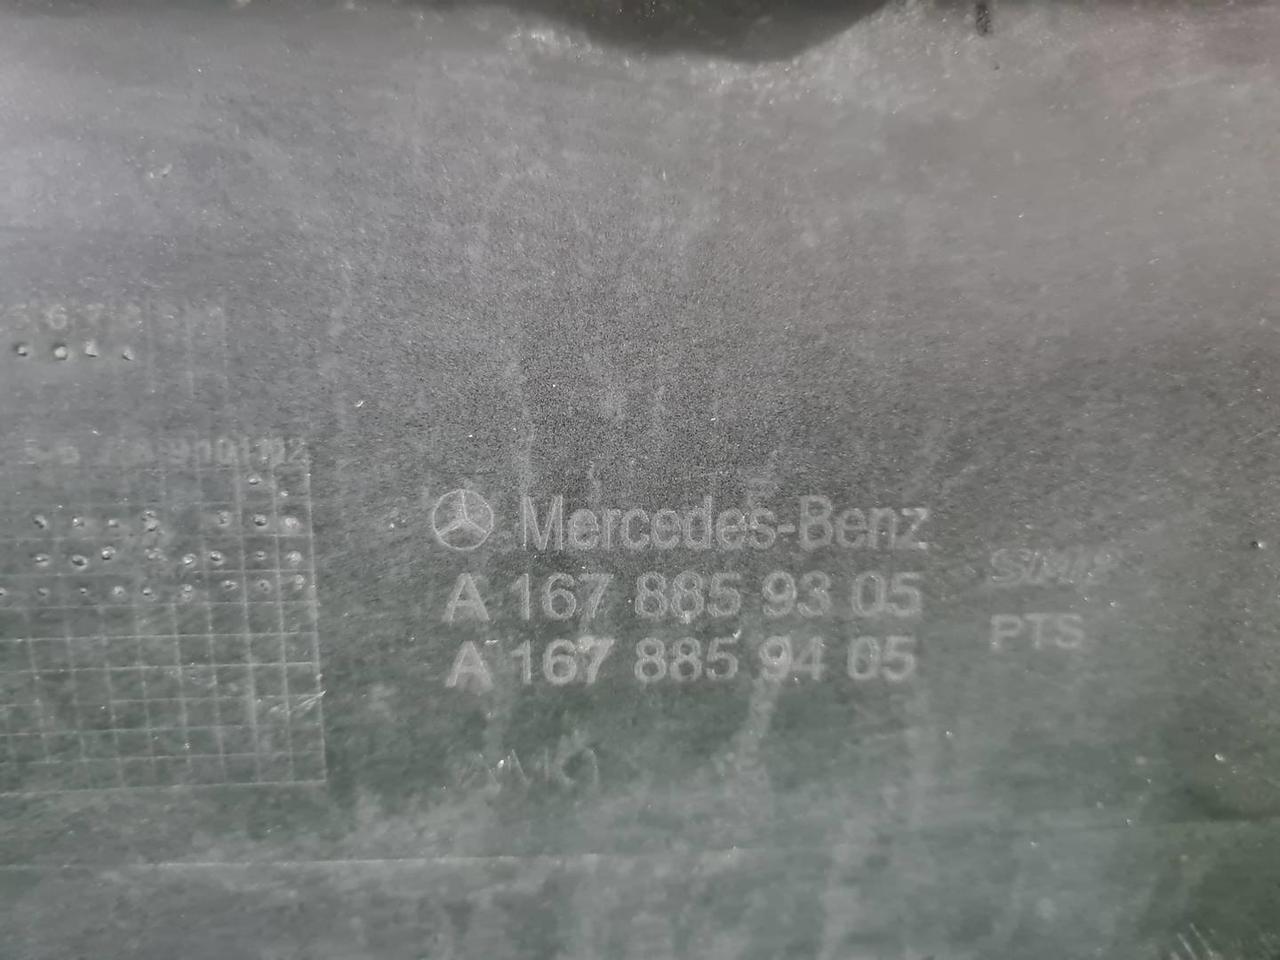 Mercedes-Benz
A 167 885 93 05
A 167 885 94 05
PTS